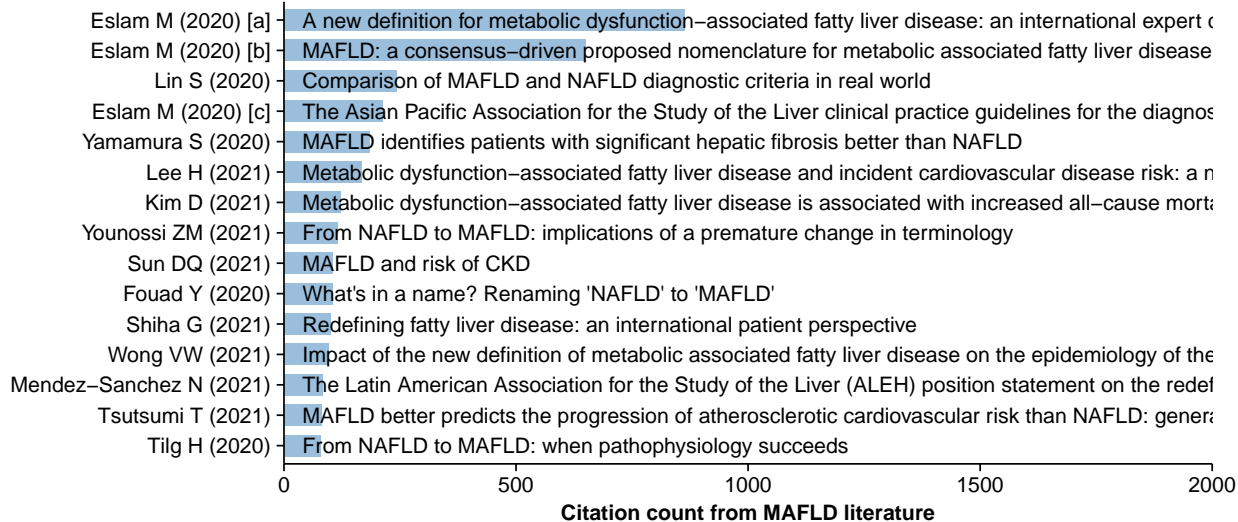 Eslam M (2020) [a] A new definition for metabolic dysfunction−associated fatty liver disease: an international expert c
Eslam M (2020) [b] MAFLD: a consensus−driven proposed nomenclature for metabolic associated fatty liver disease
Lin S (2020) Comparison of MAFLD and NAFLD diagnostic criteria in real world
Eslam M (2020) [c] The Asian Pacific Association for the Study of the Liver clinical practice guidelines for the diagnos
Yamamura S (2020) MAFLD identifies patients with significant hepatic fibrosis better than NAFLD
Lee H (2021) Metabolic dysfunction−associated fatty liver disease and incident cardiovascular disease risk: a n
Kim D (2021) Metabolic dysfunction−associated fatty liver disease is associated with increased all−cause morta
Younossi ZM (2021) From NAFLD to MAFLD: implications of a premature change in terminology
Sun DQ (2021) MAFLD and risk of CKD
Fouad Y (2020) What's in a name? Renaming 'NAFLD' to 'MAFLD'
Shiha G (2021) Redefining fatty liver disease: an international patient perspective
Wong VW (2021) Impact of the new definition of metabolic associated fatty liver disease on the epidemiology of the
Mendez−Sanchez N (2021) The Latin American Association for the Study of the Liver (ALEH) position statement on the redef
Tsutsumi T (2021) MAFLD better predicts the progression of atherosclerotic cardiovascular risk than NAFLD: genera
Tilg H (2020) From NAFLD to MAFLD: when pathophysiology succeeds
0 500 1000 1500 2000
Citation count from MAFLD literature